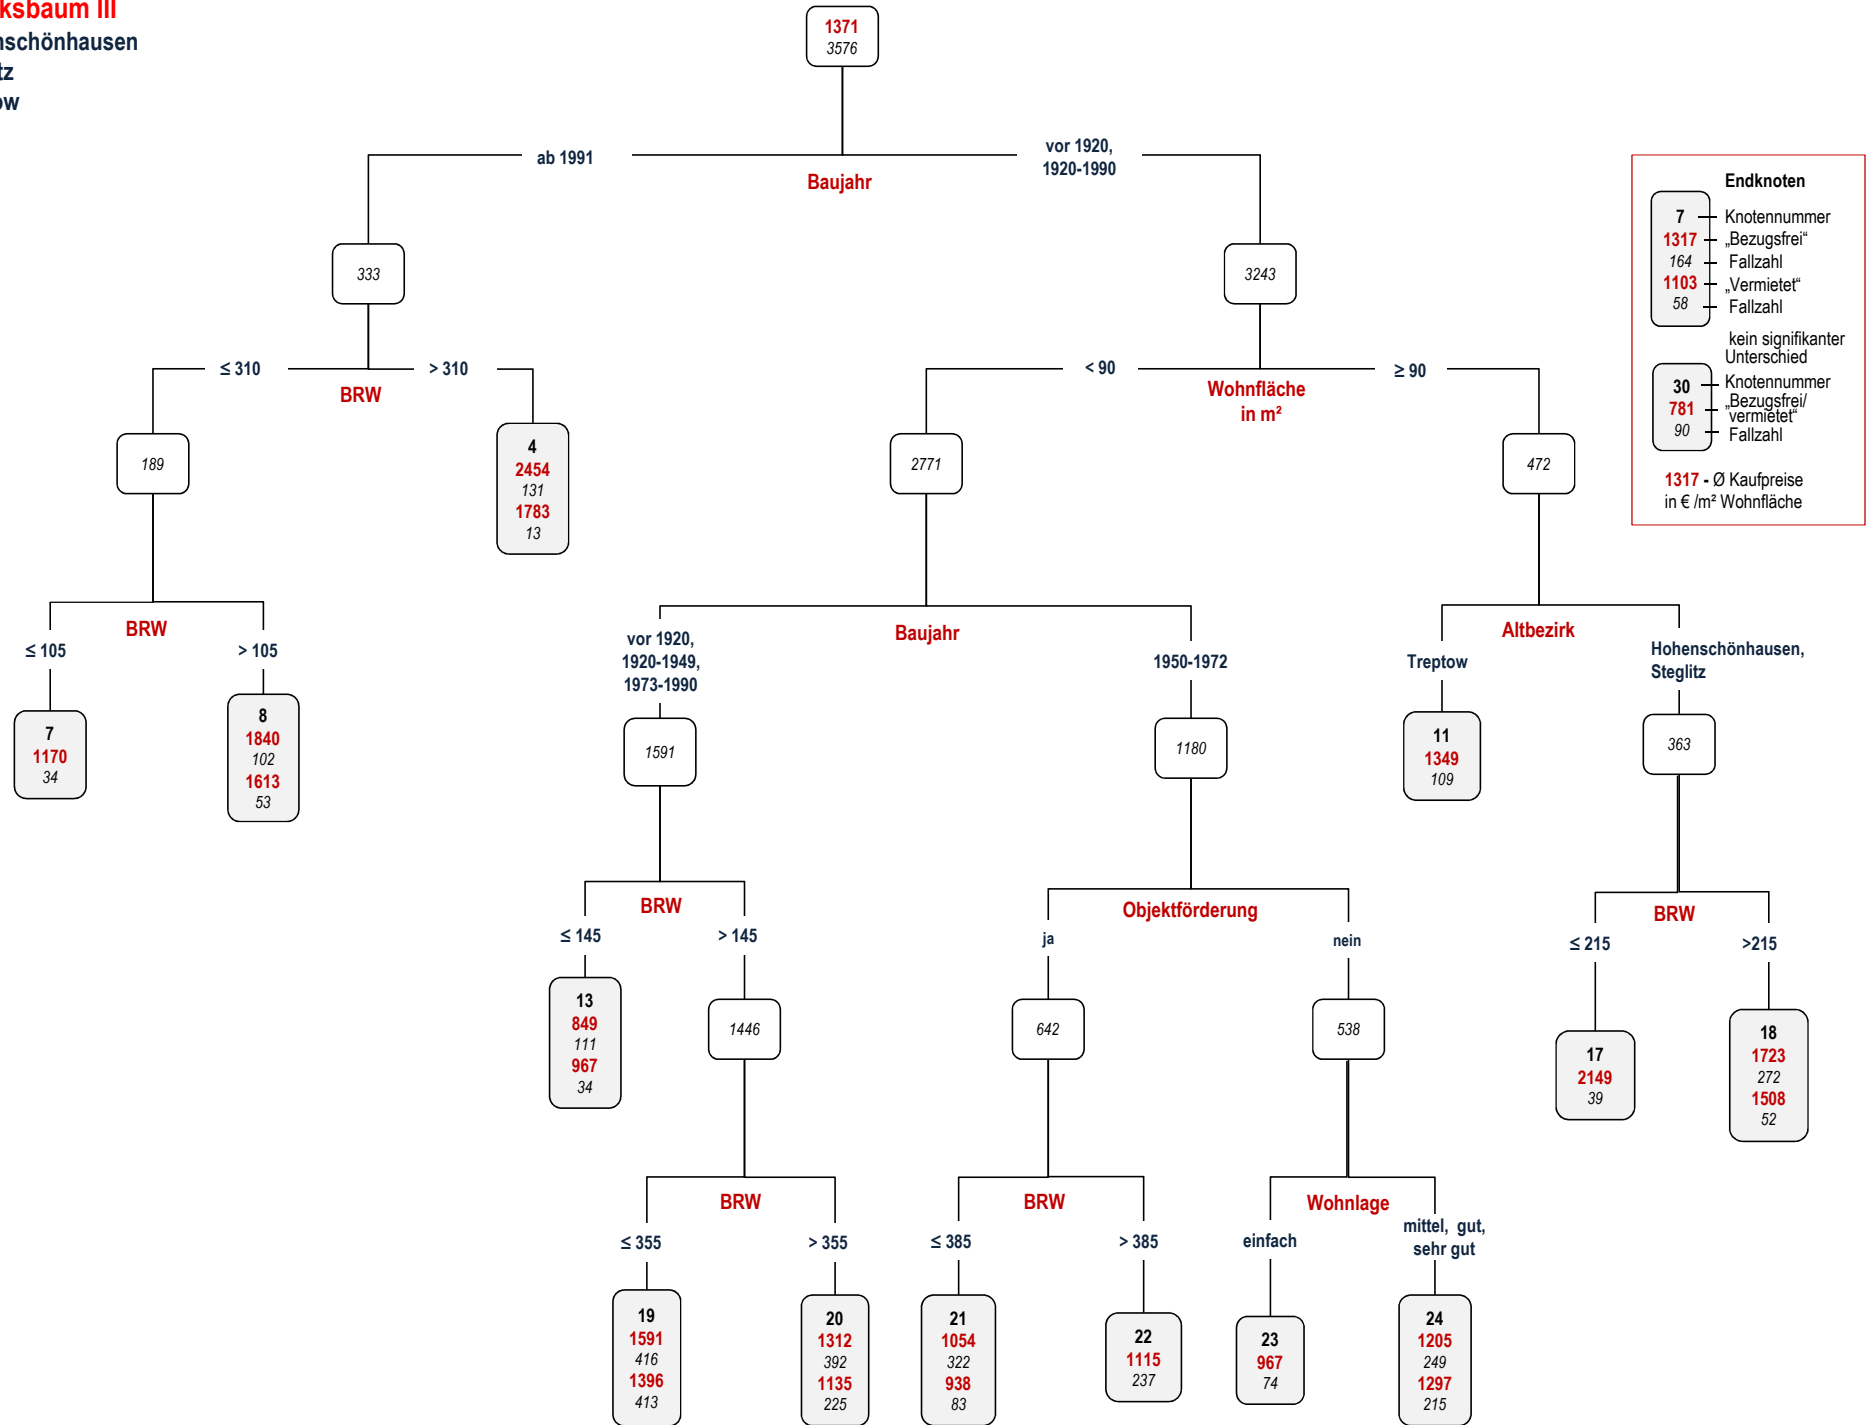 ksbaum III
nschönhausen
tz
ow
1371
3576
ab 1991
vor 1920,
1920-1990
Baujahr
333
3243
≤ 310
> 310
BRW
< 90
≥ 90
Wohnfläche
in m²
189
4
2454
131
1783
13
2771
472
BRW
≤ 105
> 105
7
1170
34
8
1840
102
1613
53
Baujahr
vor 1920,
1920-1949,
1973-1990
1950-1972
1591
1180
Altbezirk
Treptow
Hohenschönhausen,
Steglitz
11
1349
109
363
BRW
≤ 145
> 145
13
849
111
967
34
1446
Objektförderung
ja
nein
642
538
BRW
≤ 215
>215
17
2149
39
18
1723
272
1508
52
BRW
≤ 355
> 355
19
1591
416
1396
413
20
1312
392
1135
225
BRW
≤ 385
> 385
21
1054
322
938
83
22
1115
237
Wohnlage
einfach
mittel, gut,
sehr gut
23
967
74
24
1205
249
1297
215
Endknoten
7 Knotennummer
1317 „Bezugsfrei“
164 Fallzahl
1103 „Vermietet“
58 Fallzahl
kein signifikanter
Unterschied
30 Knotennummer
781 „Bezugsfrei/
vermietet“
90 Fallzahl
1317 - Ø Kaufpreise
in € /m² Wohnfläche